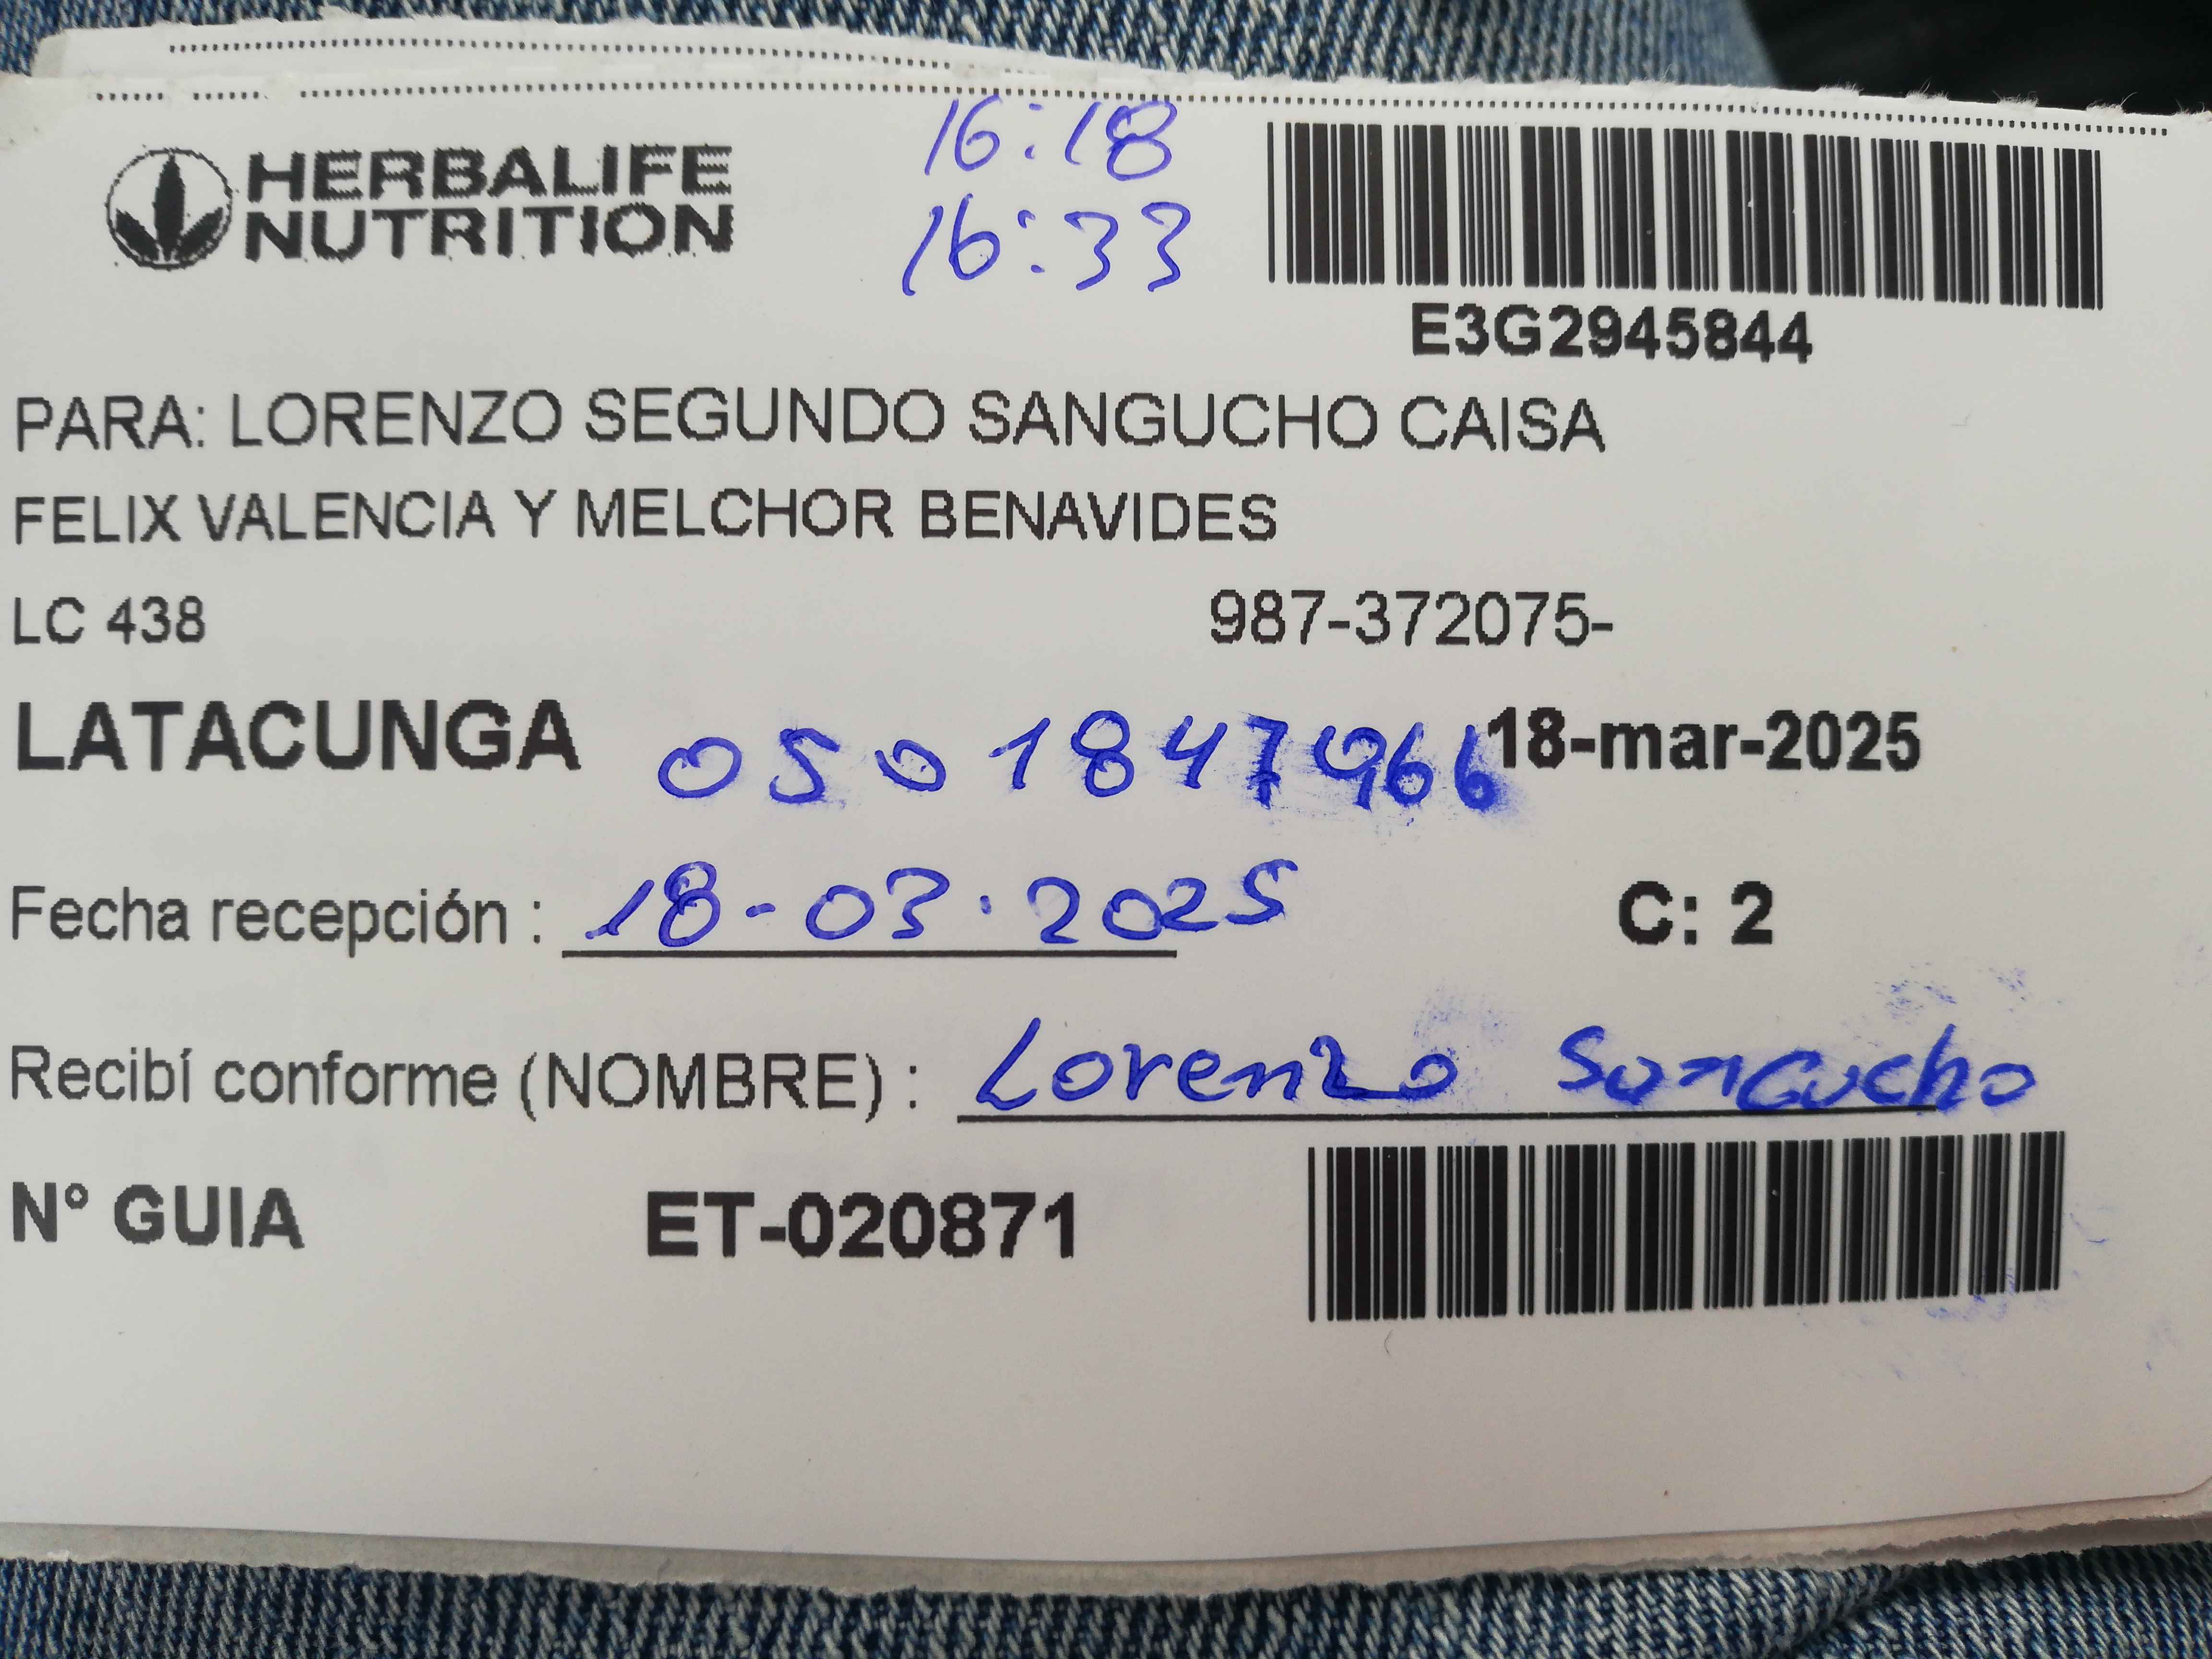 HERBALIFE
NUTRITION
16:18
16:33
E3G2945844
PARA: LORENZO SEGUNDO SANGUCHO CAISA
FELIX VALENCIA Y MELCHOR BENAVIDES
LC 438 987-372075-
LATACUNGA 0501847966 18-mar-2025
Fecha recepción : 18-03-2025 C: 2
Recibí conforme (NOMBRE) : Lorenzo Sangucho
N° GUIA ET-020871